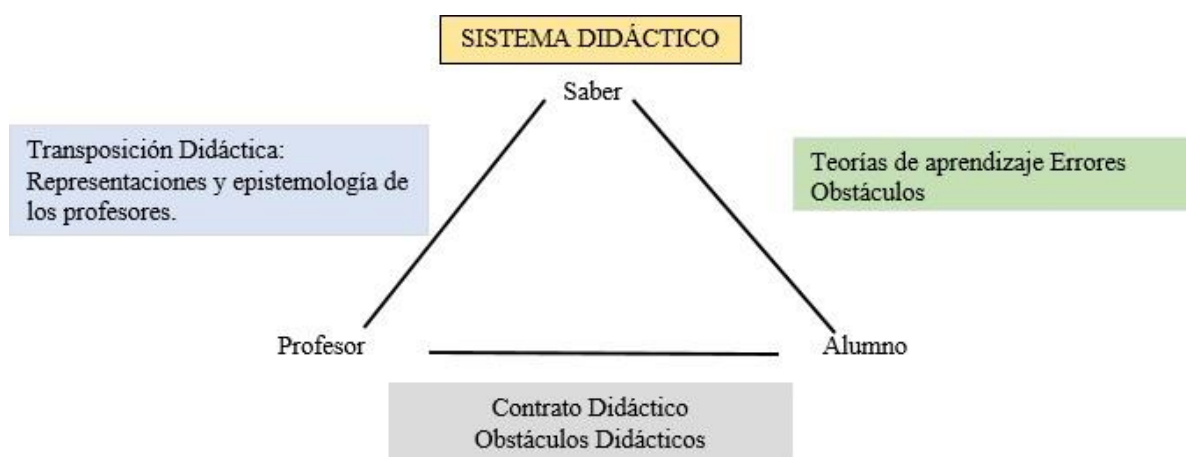 SISTEMA DIDÁCTICO
Saber
Transposición Didáctica:
Representaciones y epistemología de
los profesores.
Teorías de aprendizaje Errores
Obstáculos
Profesor
Alumno
Contrato Didáctico
Obstáculos Didácticos